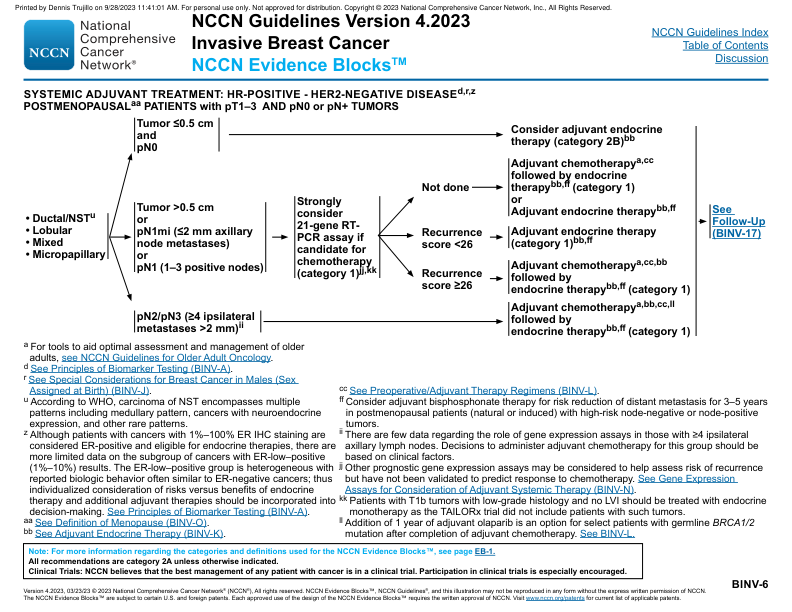 Printed by Dennis Trujillo on 9/28/2023 11:41:01 AM. For personal use only. Not approved for distribution. Copyright © 2023 National Comprehensive Cancer Network, Inc., All Rights Reserved.
NCCN
National
Comprehensive
Cancer
Network®
NCCN Guidelines Version 4.2023
Invasive Breast Cancer
NCCN Evidence Blocks™
NCCN Guidelines Index
Table of Contents
Discussion
SYSTEMIC ADJUVANT TREATMENT: HR-POSITIVE - HER2-NEGATIVE DISEASEd,r,z
POSTMENOPAUSALaa PATIENTS with pT1–3 AND pN0 or pN+ TUMORS
• Ductal/NSTu
• Lobular
• Mixed
• Micropapillary
Tumor ≤0.5 cm
and
pN0
Consider adjuvant endocrine
therapy (category 2B)bb
Tumor >0.5 cm
or
pN1mi (≤2 mm axillary
node metastases)
or
pN1 (1–3 positive nodes)
Strongly
consider
21-gene RT-
PCR assay if
candidate for
chemotherapy
(category 1)jj,kk
Not done
Adjuvant chemotherapya,cc
followed by endocrine
therapybb,ff (category 1)
or
Adjuvant endocrine therapybb,ff
Recurrence
score <26
Adjuvant endocrine therapy
(category 1)bb,ff
Recurrence
score ≥26
Adjuvant chemotherapya,cc,bb
followed by
endocrine therapybb,ff (category 1)
pN2/pN3 (≥4 ipsilateral
metastases >2 mm)ii
Adjuvant chemotherapya,bb,cc,ll
followed by
endocrine therapybb,ff (category 1)
See
Follow-Up
(BINV-17)
a For tools to aid optimal assessment and management of older
adults, see NCCN Guidelines for Older Adult Oncology.
d See Principles of Biomarker Testing (BINV-A).
r See Special Considerations for Breast Cancer in Males (Sex
Assigned at Birth) (BINV-J).
u According to WHO, carcinoma of NST encompasses multiple
patterns including medullary pattern, cancers with neuroendocrine
expression, and other rare patterns.
z Although patients with cancers with 1%–100% ER IHC staining are
considered ER-positive and eligible for endocrine therapies, there are
more limited data on the subgroup of cancers with ER-low–positive
(1%–10%) results. The ER-low–positive group is heterogeneous with
reported biologic behavior often similar to ER-negative cancers; thus
individualized consideration of risks versus benefits of endocrine
therapy and additional adjuvant therapies should be incorporated into
decision-making. See Principles of Biomarker Testing (BINV-A).
aa See Definition of Menopause (BINV-O).
bb See Adjuvant Endocrine Therapy (BINV-K).
cc See Preoperative/Adjuvant Therapy Regimens (BINV-L).
ff Consider adjuvant bisphosphonate therapy for risk reduction of distant metastasis for 3–5 years
in postmenopausal patients (natural or induced) with high-risk node-negative or node-positive
tumors.
ii There are few data regarding the role of gene expression assays in those with ≥4 ipsilateral
axillary lymph nodes. Decisions to administer adjuvant chemotherapy for this group should be
based on clinical factors.
jj Other prognostic gene expression assays may be considered to help assess risk of recurrence
but have not been validated to predict response to chemotherapy. See Gene Expression
Assays for Consideration of Adjuvant Systemic Therapy (BINV-N).
kk Patients with T1b tumors with low-grade histology and no LVI should be treated with endocrine
monotherapy as the TAILORx trial did not include patients with such tumors.
ll Addition of 1 year of adjuvant olaparib is an option for select patients with germline BRCA1/2
mutation after completion of adjuvant chemotherapy. See BINV-L.
Note: For more information regarding the categories and definitions used for the NCCN Evidence Blocks™, see page EB-1.
All recommendations are category 2A unless otherwise indicated.
Clinical Trials: NCCN believes that the best management of any patient with cancer is in a clinical trial. Participation in clinical trials is especially encouraged.
BINV-6
Version 4.2023, 03/23/23 © 2023 National Comprehensive Cancer Network® (NCCN®), All rights reserved. NCCN Evidence Blocks™, NCCN Guidelines®, and this illustration may not be reproduced in any form without the express written permission of NCCN.
The NCCN Evidence Blocks™ are subject to certain U.S. and foreign patents. Each approved use of the design of the NCCN Evidence Blocks™ requires the written approval of NCCN. Visit www.nccn.org/patents for current list of applicable patents.